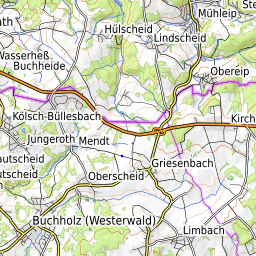 Hülscheid
Mühleip
Lindscheid
Wasserheß
Buchheide
Obereip
Kölsch-Büllesbach
Kirch
Jungeroth
Mendt
Griesenbach
Oberscheid
Buchholz (Westerwald)
Limbach